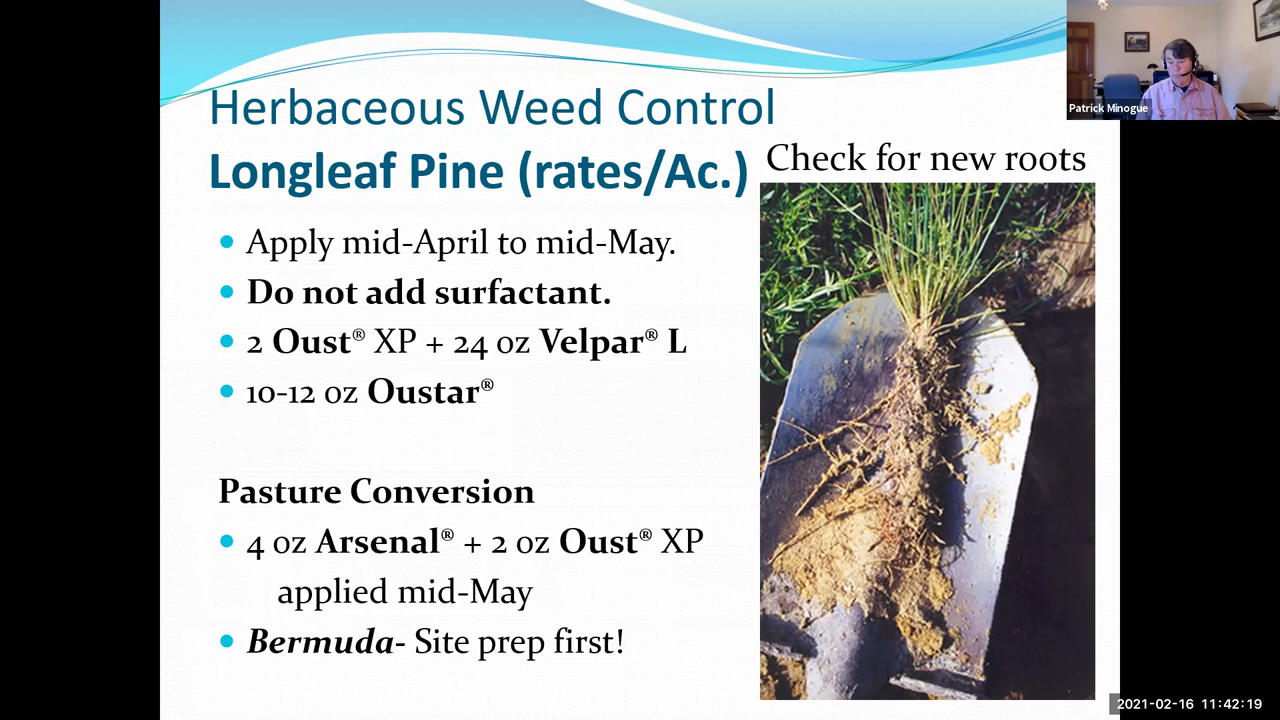 Herbaceous Weed Control
Longleaf Pine (rates/Ac.)
Check for new roots
• Apply mid-April to mid-May.
• Do not add surfactant.
• 2 Oust® XP + 24 oz Velpar® L
• 10-12 oz Oustar®
Pasture Conversion
• 4 oz Arsenal® + 2 oz Oust® XP
applied mid-May
• Bermuda- Site prep first!
Patrick Minogue
2021-02-16 11:42:19